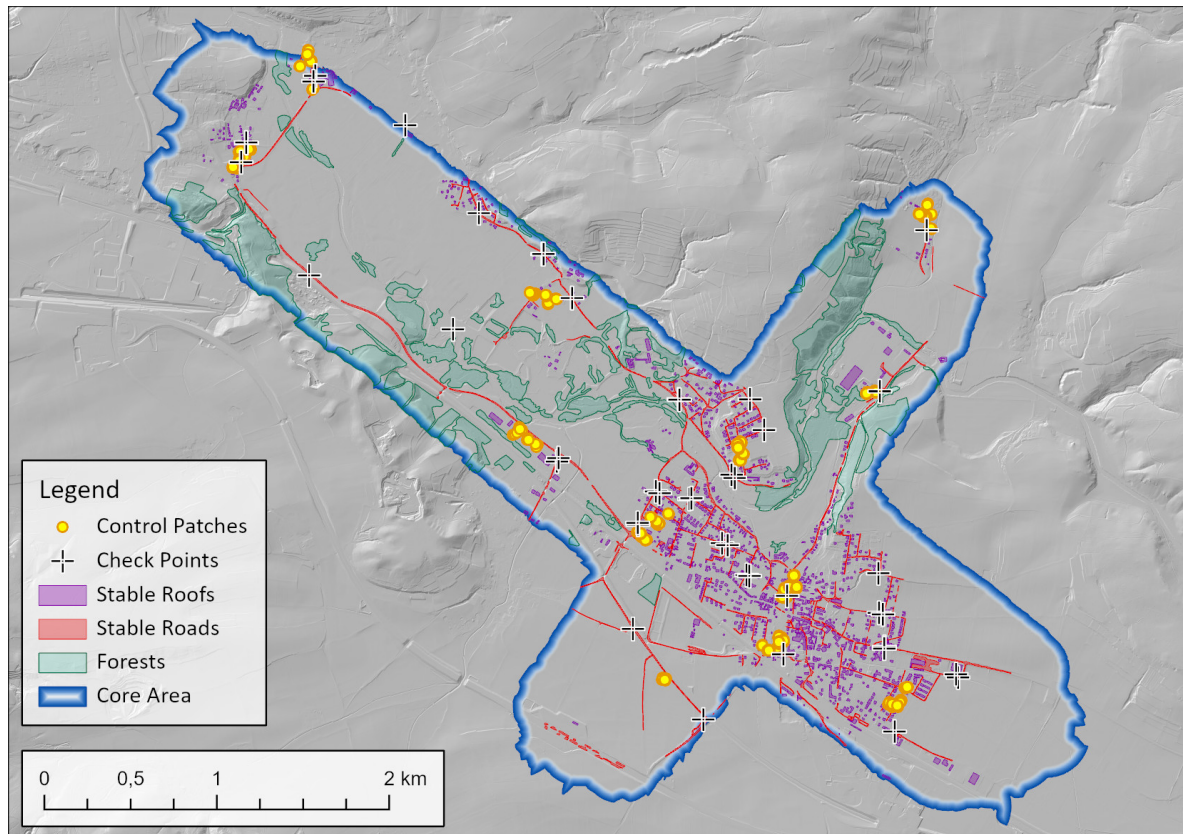 Legend
Control Patches
Check Points
Stable Roofs
Stable Roads
Forests
Core Area
0 0,5 1 2 km